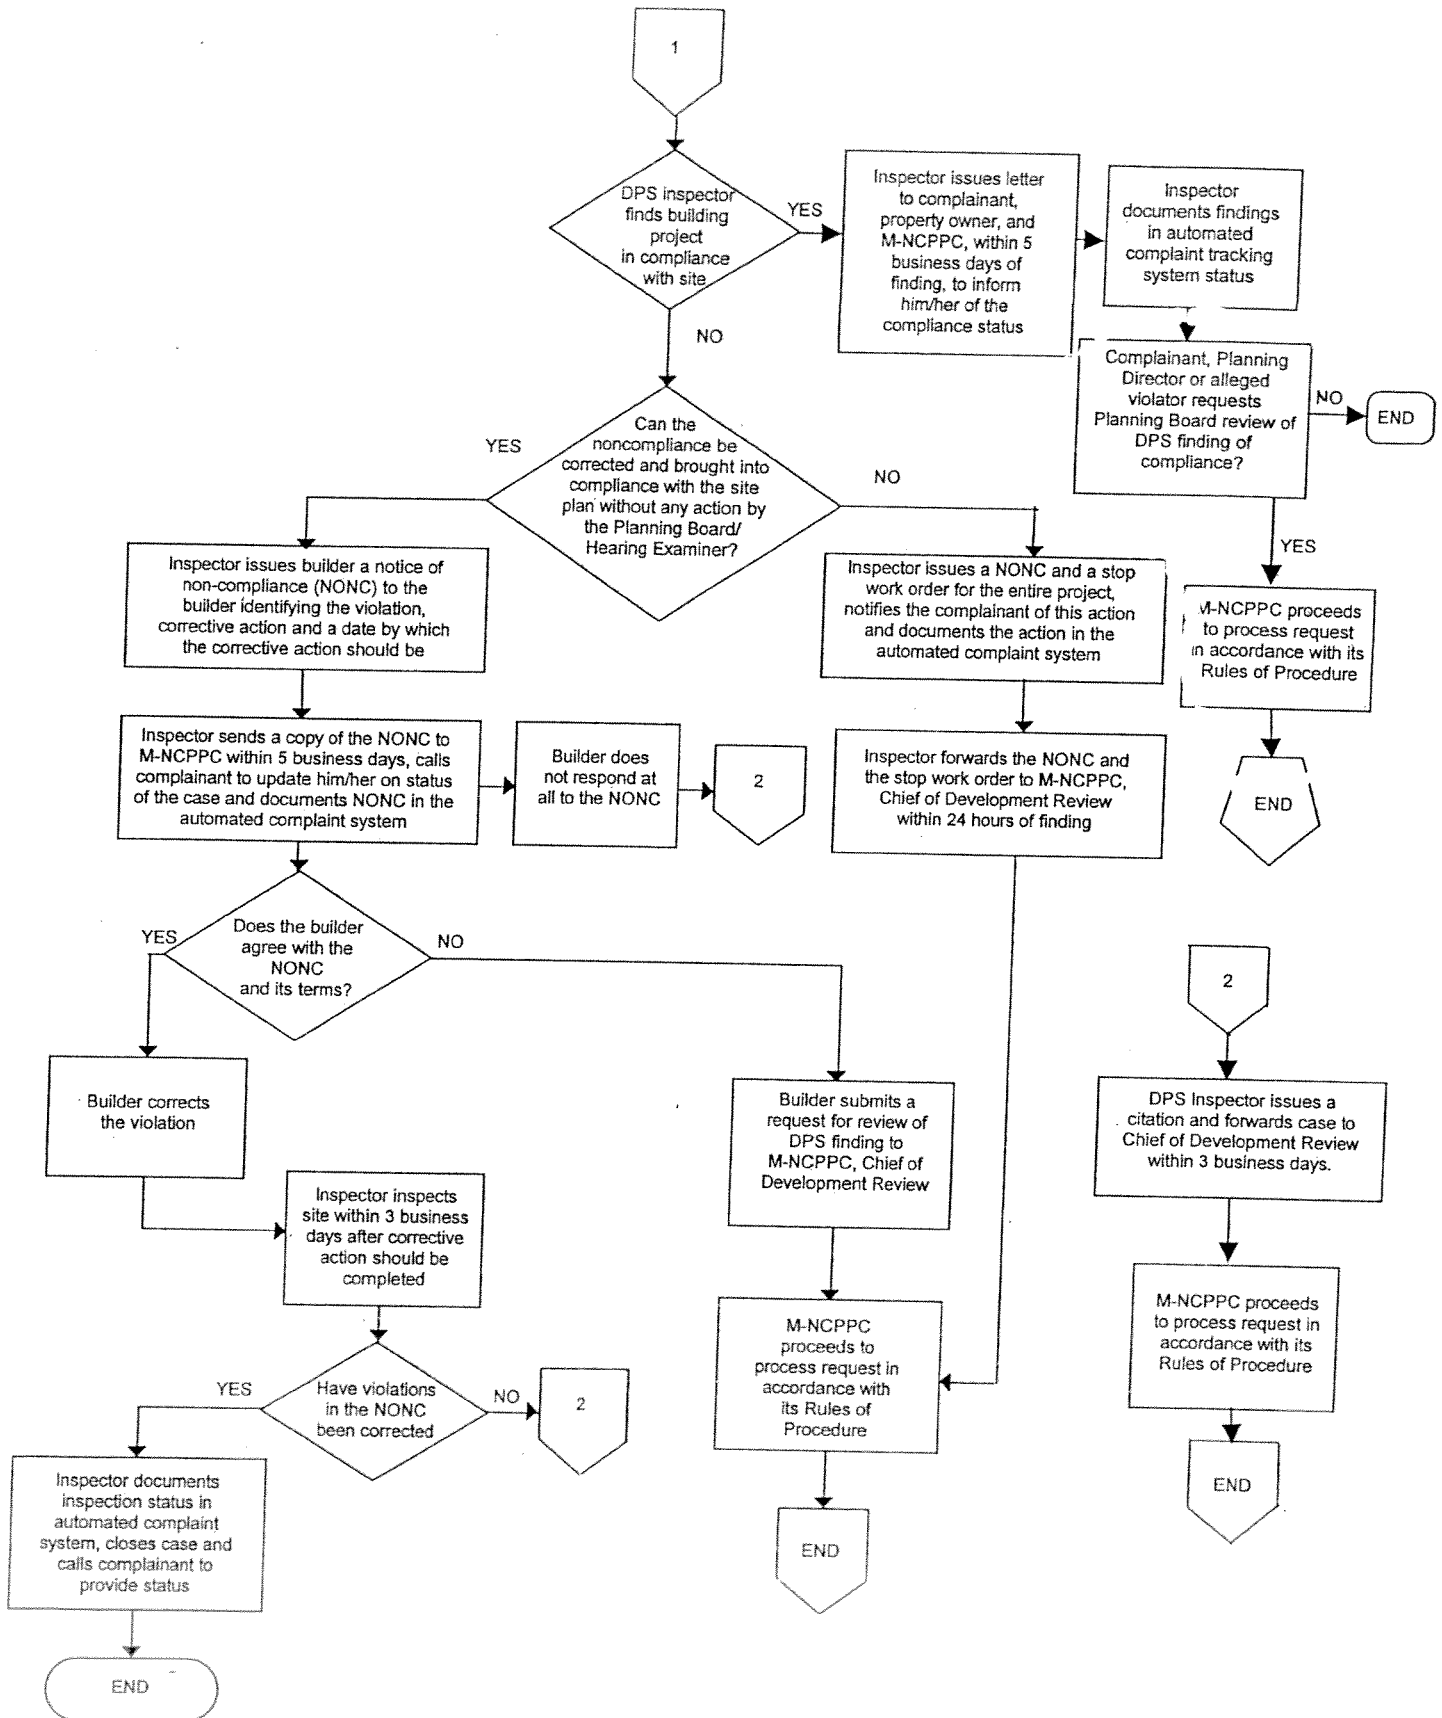 1
DPS inspector
finds building
project
in compliance
with site
YES
Inspector issues letter
to complainant,
property owner, and
M-NCPPC, within 5
business days of
finding, to inform
him/her of the
compliance status
Inspector
documents findings
in automated
complaint tracking
system status
NO
Complainant, Planning
Director or alleged
violator requests
Planning Board review of
DPS finding of
compliance?
NO
END
YES
M-NCPPC proceeds
to process request
in accordance with its
Rules of Procedure
END
Can the
noncompliance be
corrected and brought into
compliance with the site
plan without any action by
the Planning Board/
Hearing Examiner?
YES
NO
Inspector issues builder a notice of
non-compliance (NONC) to the
builder identifying the violation,
corrective action and a date by which
the corrective action should be
Inspector issues a NONC and a stop
work order for the entire project,
notifies the complainant of this action
and documents the action in the
automated complaint system
Inspector sends a copy of the NONC to
M-NCPPC within 5 business days, calls
complainant to update him/her on status
of the case and documents NONC in the
automated complaint system
Builder does
not respond at
all to the NONC
2
Inspector forwards the NONC and
the stop work order to M-NCPPC,
Chief of Development Review
within 24 hours of finding
Does the builder
agree with the
NONC
and its terms?
YES
NO
2
Builder corrects
the violation
Builder submits a
request for review of
DPS finding to
M-NCPPC, Chief of
Development Review
DPS Inspector issues a
citation and forwards case to
Chief of Development Review
within 3 business days.
Inspector inspects
site within 3 business
days after corrective
action should be
completed
M-NCPPC
proceeds to
process request in
accordance with
its Rules of
Procedure
M-NCPPC proceeds
to process request in
accordance with its
Rules of Procedure
Have violations
in the NONC
been corrected
YES
NO
2
Inspector documents
inspection status in
automated complaint
system, closes case and
calls complainant to
provide status
END
END
END